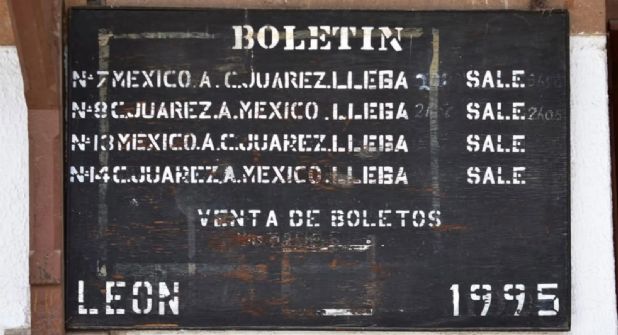 BOLETIN
Nº7 MEXICO.A.C.JUAREZ.LLEGA SALE
Nº8 C.JUAREZ.A.MEXICO.LLEGA SALE
Nº13 MEXICO.A.C.JUAREZ.LLEGA SALE
Nº14 C.JUAREZ.A.MEXICO.LLEGA SALE
VENTA DE BOLETOS
LEON 1995